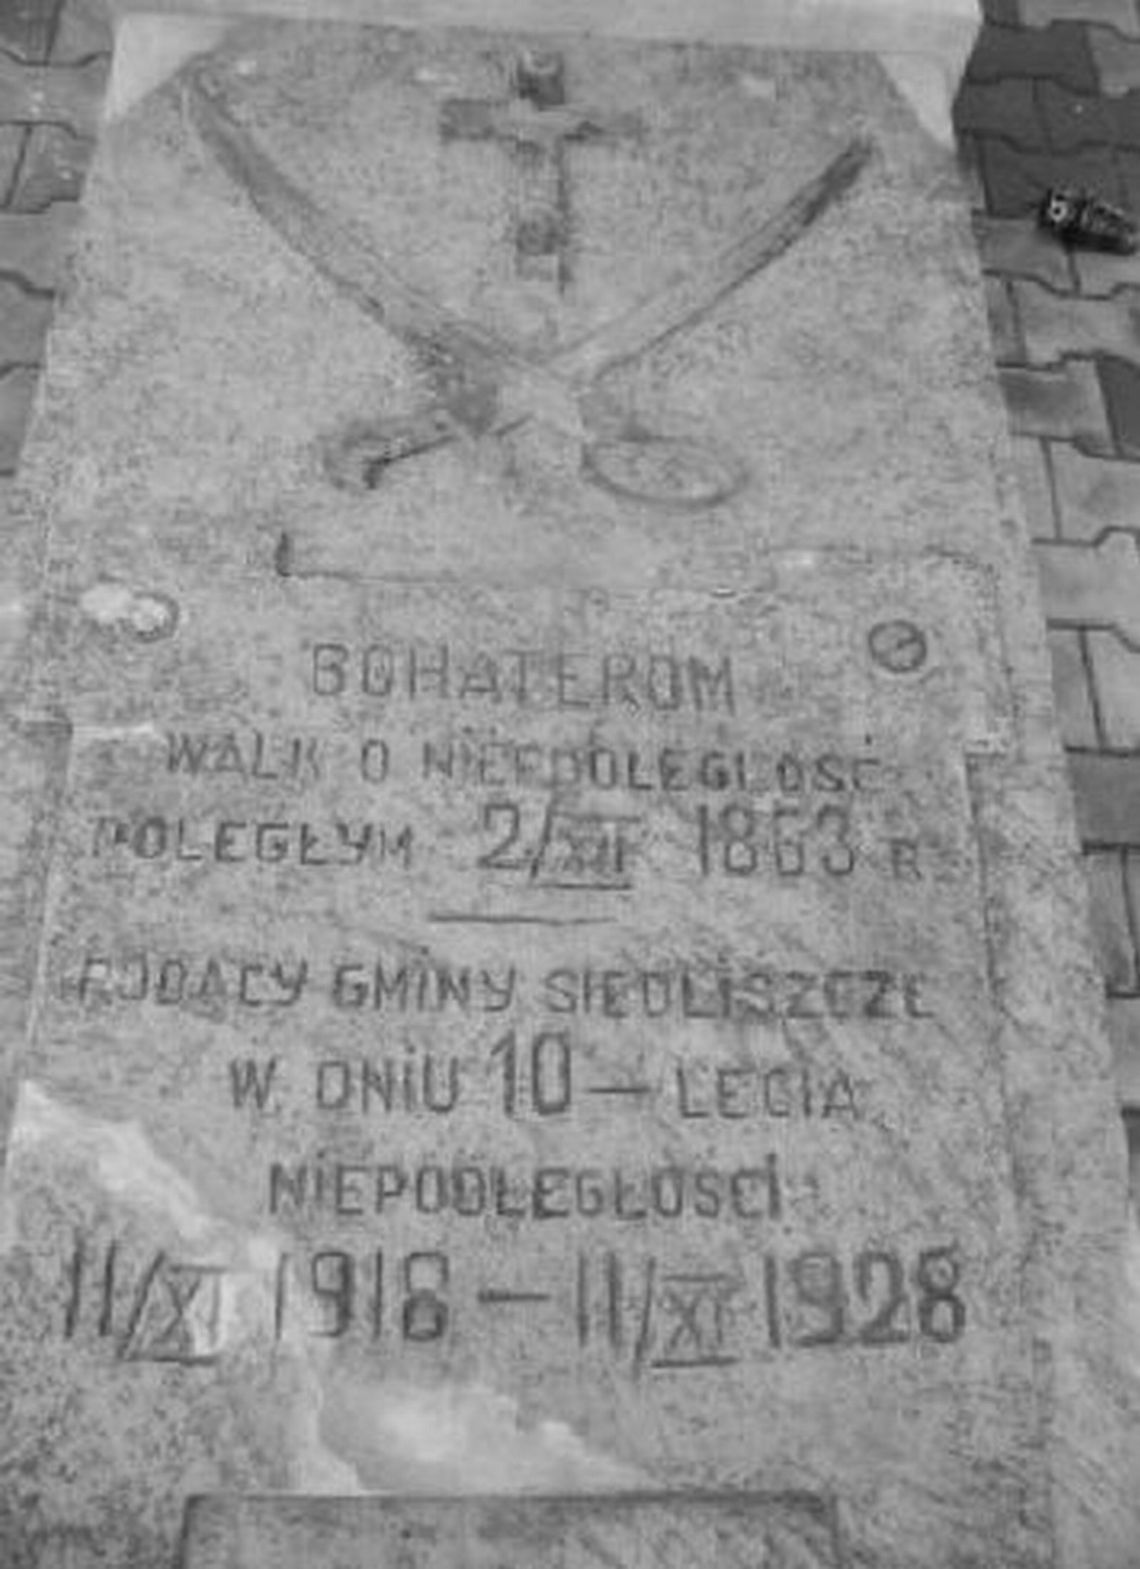 BOHATEROM
WALK O NIEPODLEGŁOŚĆ
POLEGŁYM 2/XII 1863 R
RODACY GMINY SIEDLISZCZE
W DNIU 10 — LECIA
NIEPODLEGŁOŚCI
11/XI 1918 — 11/XI 1928